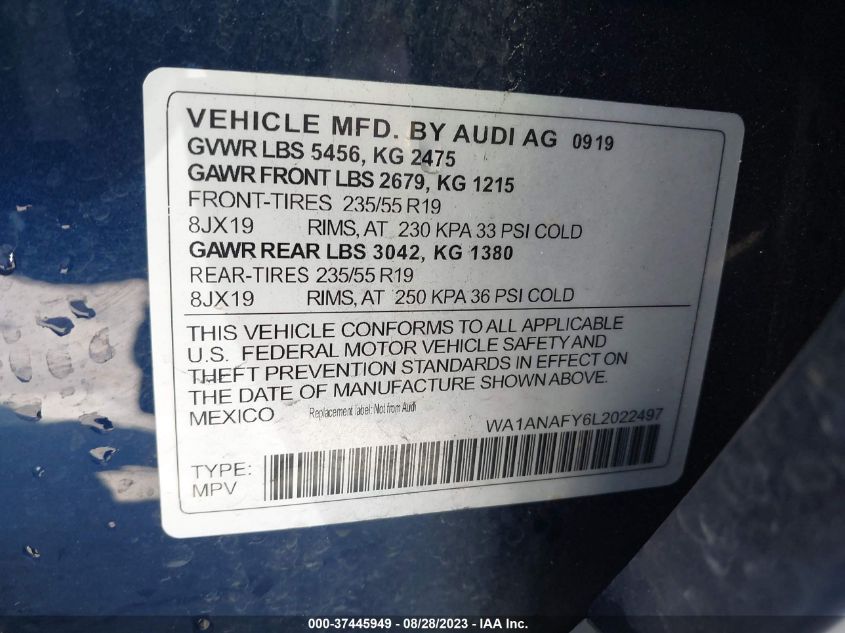 VEHICLE MFD. BY AUDI AG 0919
GVWR LBS 5456, KG 2475
GAWR FRONT LBS 2679, KG 1215
FRONT-TIRES 235/55 R19
8JX19 RIMS, AT 230 KPA 33 PSI COLD
GAWR REAR LBS 3042, KG 1380
REAR-TIRES 235/55 R19
8JX19 RIMS, AT 250 KPA 36 PSI COLD
THIS VEHICLE CONFORMS TO ALL APPLICABLE
U.S. FEDERAL MOTOR VEHICLE SAFETY AND
THEFT PREVENTION STANDARDS IN EFFECT ON
THE DATE OF MANUFACTURE SHOWN ABOVE.
MEXICO Replacement label: Not from Audi WA1ANAFY6L2022497
TYPE:
MPV
000-37445949 - 08/28/2023 - IAA Inc.